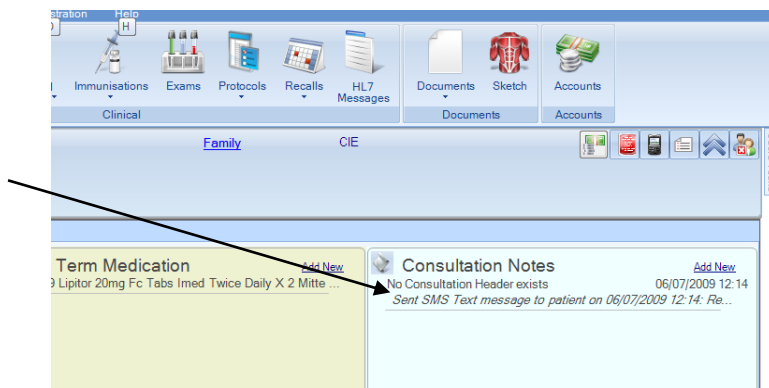 stration Help
H
Immunisations Exams Protocols Recalls HL7 Messages Documents Sketch Accounts
Clinical Documents Accounts
Family CIE
Term Medication Add New
9 Lipitor 20mg Fc Tabs Imed Twice Daily X 2 Mitte ...
Consultation Notes Add New
No Consultation Header exists 06/07/2009 12:14
Sent SMS Text message to patient on 06/07/2009 12:14: Re...